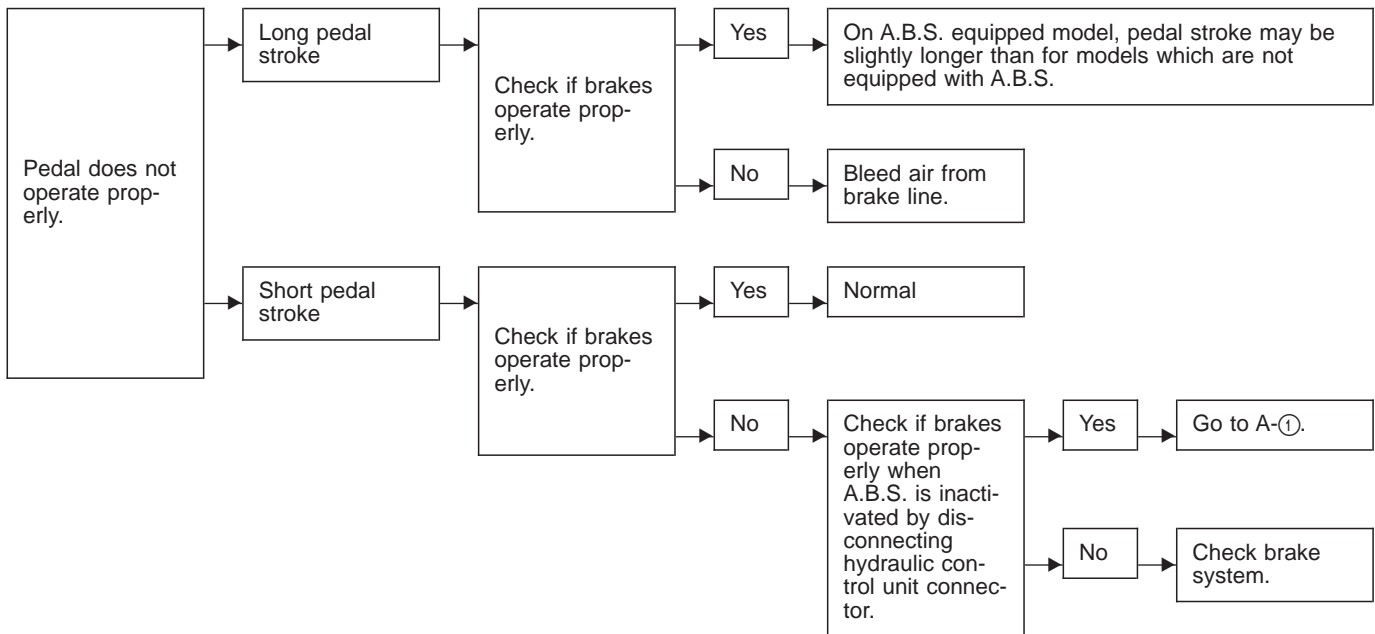 Pedal does not
operate prop-
erly.
Long pedal
stroke
Check if brakes
operate prop-
erly.
Yes
On A.B.S. equipped model, pedal stroke may be
slightly longer than for models which are not
equipped with A.B.S.
No
Bleed air from
brake line.
Short pedal
stroke
Check if brakes
operate prop-
erly.
Yes
Normal
No
Check if brakes
operate prop-
erly when
A.B.S. is inacti-
vated by dis-
connecting
hydraulic con-
trol unit connec-
tor.
Yes
Go to A-①.
No
Check brake
system.